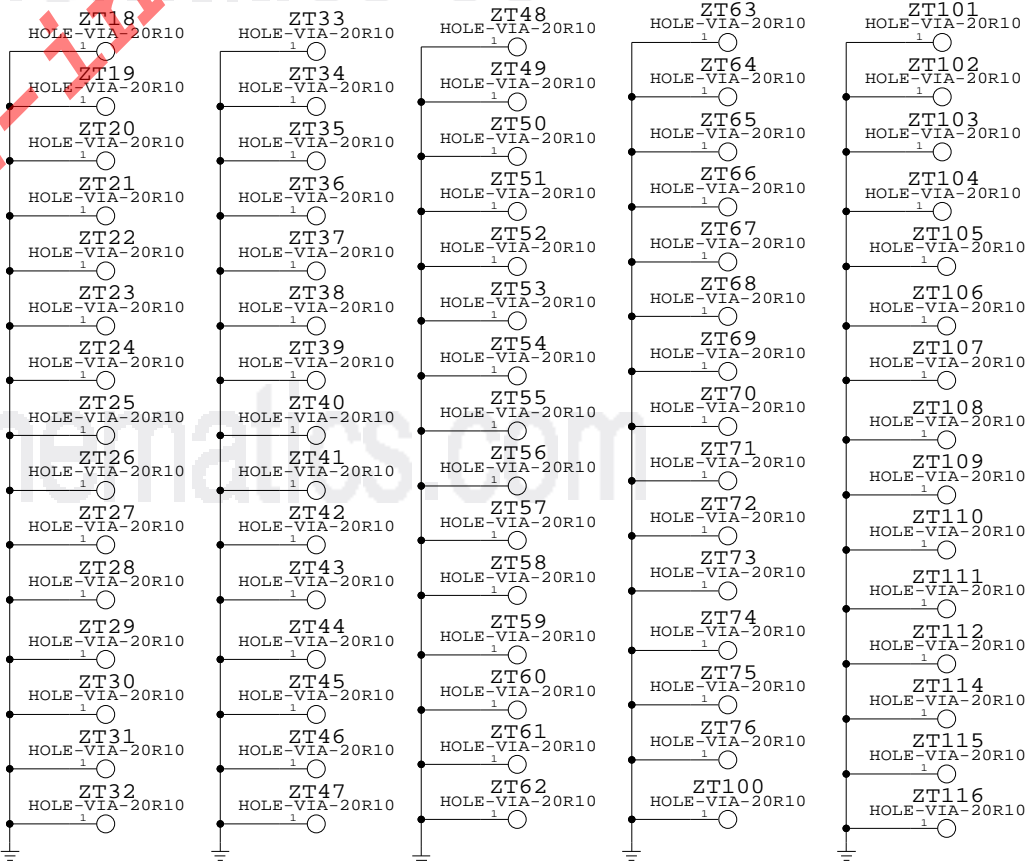 ZT18
HOLE-VIA-20R10
1
ZT19
HOLE-VIA-20R10
1
ZT20
HOLE-VIA-20R10
1
ZT21
HOLE-VIA-20R10
1
ZT22
HOLE-VIA-20R10
1
ZT23
HOLE-VIA-20R10
1
ZT24
HOLE-VIA-20R10
1
ZT25
HOLE-VIA-20R10
1
ZT26
HOLE-VIA-20R10
1
ZT27
HOLE-VIA-20R10
1
ZT28
HOLE-VIA-20R10
1
ZT29
HOLE-VIA-20R10
1
ZT30
HOLE-VIA-20R10
1
ZT31
HOLE-VIA-20R10
1
ZT32
HOLE-VIA-20R10
1
ZT33
HOLE-VIA-20R10
1
ZT34
HOLE-VIA-20R10
1
ZT35
HOLE-VIA-20R10
1
ZT36
HOLE-VIA-20R10
1
ZT37
HOLE-VIA-20R10
1
ZT38
HOLE-VIA-20R10
1
ZT39
HOLE-VIA-20R10
1
ZT40
HOLE-VIA-20R10
1
ZT41
HOLE-VIA-20R10
1
ZT42
HOLE-VIA-20R10
1
ZT43
HOLE-VIA-20R10
1
ZT44
HOLE-VIA-20R10
1
ZT45
HOLE-VIA-20R10
1
ZT46
HOLE-VIA-20R10
1
ZT47
HOLE-VIA-20R10
1
ZT48
HOLE-VIA-20R10
1
ZT49
HOLE-VIA-20R10
1
ZT50
HOLE-VIA-20R10
1
ZT51
HOLE-VIA-20R10
1
ZT52
HOLE-VIA-20R10
1
ZT53
HOLE-VIA-20R10
1
ZT54
HOLE-VIA-20R10
1
ZT55
HOLE-VIA-20R10
1
ZT56
HOLE-VIA-20R10
1
ZT57
HOLE-VIA-20R10
1
ZT58
HOLE-VIA-20R10
1
ZT59
HOLE-VIA-20R10
1
ZT60
HOLE-VIA-20R10
1
ZT61
HOLE-VIA-20R10
1
ZT62
HOLE-VIA-20R10
1
ZT63
HOLE-VIA-20R10
1
ZT64
HOLE-VIA-20R10
1
ZT65
HOLE-VIA-20R10
1
ZT66
HOLE-VIA-20R10
1
ZT67
HOLE-VIA-20R10
1
ZT68
HOLE-VIA-20R10
1
ZT69
HOLE-VIA-20R10
1
ZT70
HOLE-VIA-20R10
1
ZT71
HOLE-VIA-20R10
1
ZT72
HOLE-VIA-20R10
1
ZT73
HOLE-VIA-20R10
1
ZT74
HOLE-VIA-20R10
1
ZT75
HOLE-VIA-20R10
1
ZT76
HOLE-VIA-20R10
1
ZT100
HOLE-VIA-20R10
1
ZT101
HOLE-VIA-20R10
1
ZT102
HOLE-VIA-20R10
1
ZT103
HOLE-VIA-20R10
1
ZT104
HOLE-VIA-20R10
1
ZT105
HOLE-VIA-20R10
1
ZT106
HOLE-VIA-20R10
1
ZT107
HOLE-VIA-20R10
1
ZT108
HOLE-VIA-20R10
1
ZT109
HOLE-VIA-20R10
1
ZT110
HOLE-VIA-20R10
1
ZT111
HOLE-VIA-20R10
1
ZT112
HOLE-VIA-20R10
1
ZT114
HOLE-VIA-20R10
1
ZT115
HOLE-VIA-20R10
1
ZT116
HOLE-VIA-20R10
1
hematics.com
-in